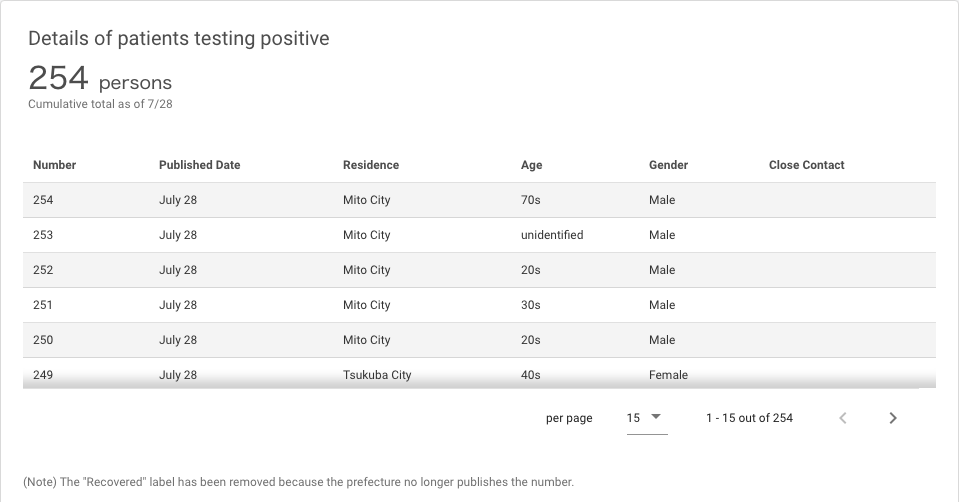 Details of patients testing positive
254 persons
Cumulative total as of 7/28
Number Published Date Residence Age Gender Close Contact
254 July 28 Mito City 70s Male
253 July 28 Mito City unidentified Male
252 July 28 Mito City 20s Male
251 July 28 Mito City 30s Male
250 July 28 Mito City 20s Male
249 July 28 Tsukuba City 40s Female
per page 15 1 - 15 out of 254
(Note) The "Recovered" label has been removed because the prefecture no longer publishes the number.